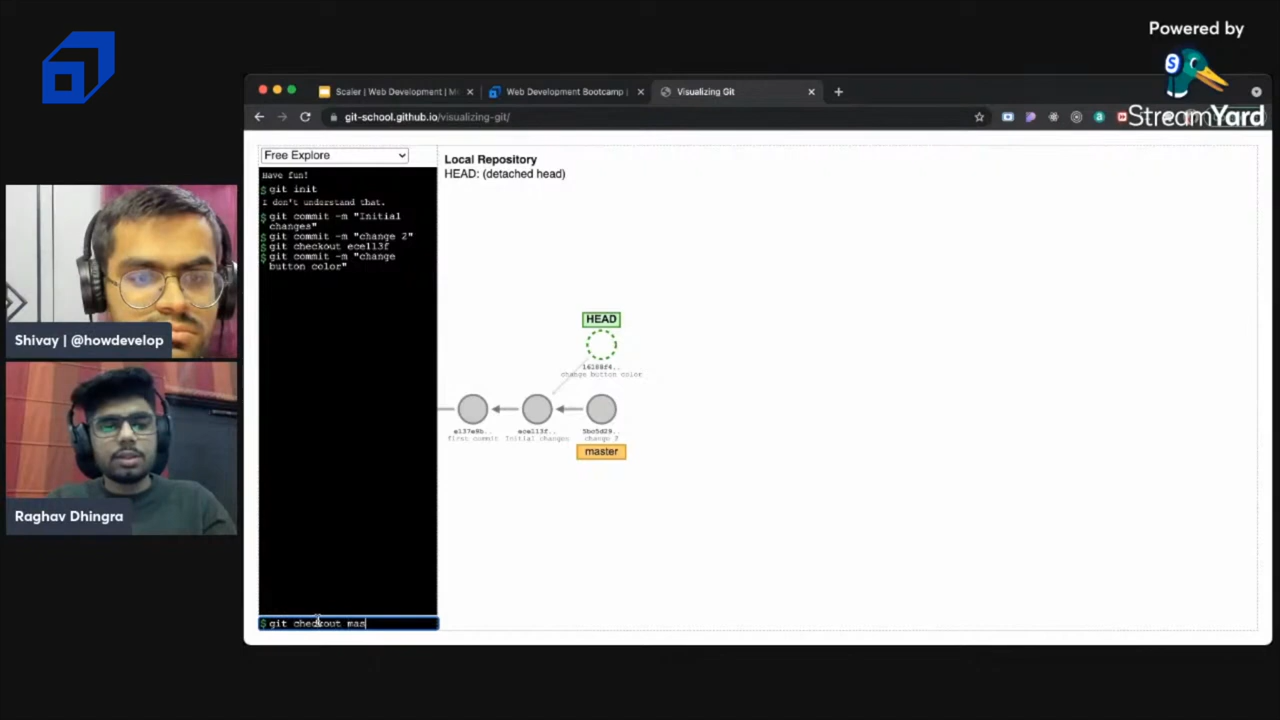 Powered by
StreamYard
Scaler | Web Development | M
Web Development Bootcamp |
Visualizing Git
git-school.github.io/visualizing-git/
Free Explore
Have fun!
$ git init
I don't understand that.
$ git commit -m "Initial
changes"
$ git commit -m "change 2"
$ git checkout ece113f
$ git commit -m "change
button color"
$ git checkout mas
Local Repository
HEAD: (detached head)
HEAD
change button color
e137e8b..
first commit
ece113f..
Initial changes
5bc5d29..
change 2
master
Shivay | @howdevelop
Raghav Dhingra